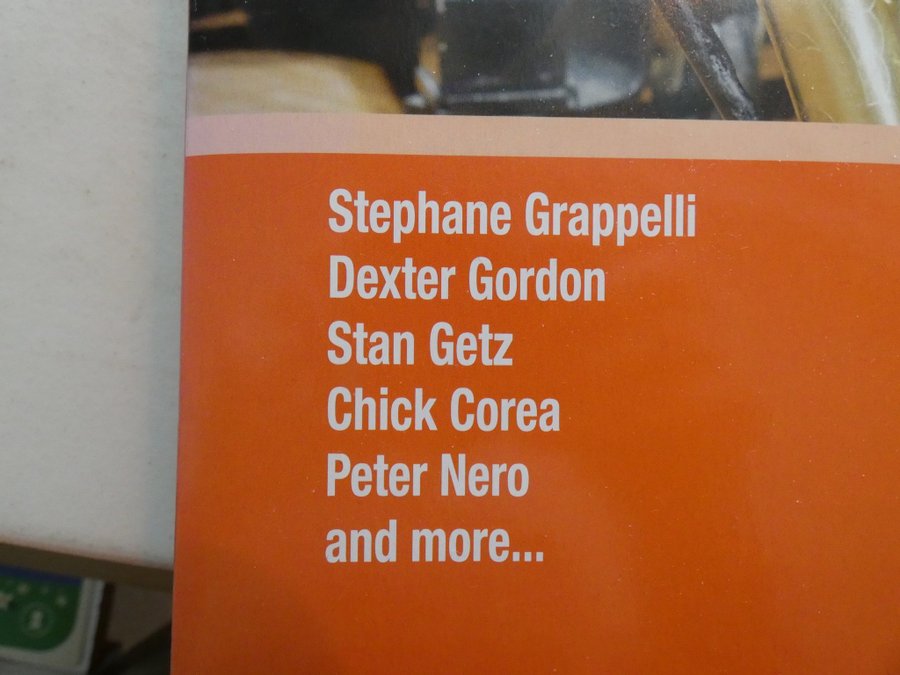 Stephane Grappelli
Dexter Gordon
Stan Getz
Chick Corea
Peter Nero
and more...